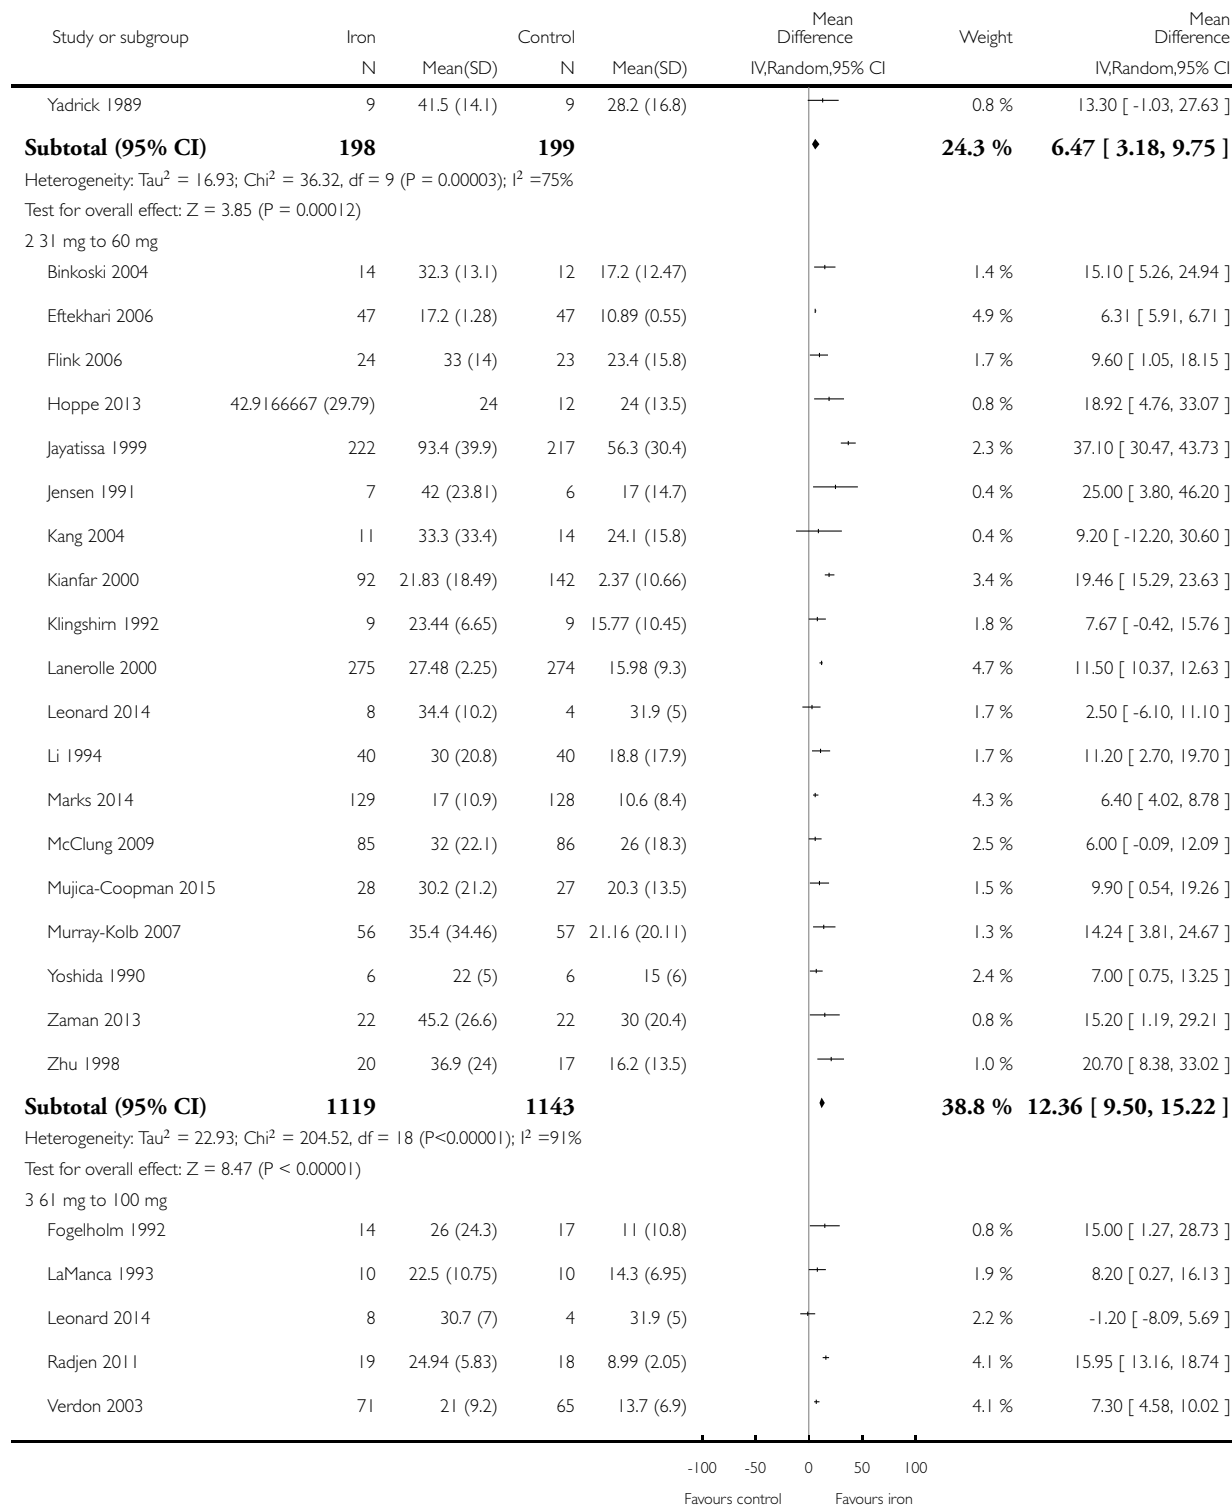 Study or subgroup Iron Control Mean Difference Weight Mean Difference
N Mean(SD) N Mean(SD) IV,Random,95% CI IV,Random,95% CI
Yadrick 1989 9 41.5 (14.1) 9 28.2 (16.8) 0.8 % 13.30 [ -1.03, 27.63 ]
Subtotal (95% CI) 198 199 24.3 % 6.47 [ 3.18, 9.75 ]
Heterogeneity: Tau² = 16.93; Chi² = 36.32, df = 9 (P = 0.00003); I² =75%
Test for overall effect: Z = 3.85 (P = 0.00012)
2 31 mg to 60 mg
Binkoski 2004 14 32.3 (13.1) 12 17.2 (12.47) 1.4 % 15.10 [ 5.26, 24.94 ]
Eftekhari 2006 47 17.2 (1.28) 47 10.89 (0.55) 4.9 % 6.31 [ 5.91, 6.71 ]
Flink 2006 24 33 (14) 23 23.4 (15.8) 1.7 % 9.60 [ 1.05, 18.15 ]
Hoppe 2013 42.9166667 (29.79) 24 12 24 (13.5) 0.8 % 18.92 [ 4.76, 33.07 ]
Jayatissa 1999 222 93.4 (39.9) 217 56.3 (30.4) 2.3 % 37.10 [ 30.47, 43.73 ]
Jensen 1991 7 42 (23.81) 6 17 (14.7) 0.4 % 25.00 [ 3.80, 46.20 ]
Kang 2004 11 33.3 (33.4) 14 24.1 (15.8) 0.4 % 9.20 [ -12.20, 30.60 ]
Kianfar 2000 92 21.83 (18.49) 142 2.37 (10.66) 3.4 % 19.46 [ 15.29, 23.63 ]
Klingshirn 1992 9 23.44 (6.65) 9 15.77 (10.45) 1.8 % 7.67 [ -0.42, 15.76 ]
Lanerolle 2000 275 27.48 (2.25) 274 15.98 (9.3) 4.7 % 11.50 [ 10.37, 12.63 ]
Leonard 2014 8 34.4 (10.2) 4 31.9 (5) 1.7 % 2.50 [ -6.10, 11.10 ]
Li 1994 40 30 (20.8) 40 18.8 (17.9) 1.7 % 11.20 [ 2.70, 19.70 ]
Marks 2014 129 17 (10.9) 128 10.6 (8.4) 4.3 % 6.40 [ 4.02, 8.78 ]
McClung 2009 85 32 (22.1) 86 26 (18.3) 2.5 % 6.00 [ -0.09, 12.09 ]
Mujica-Coopman 2015 28 30.2 (21.2) 27 20.3 (13.5) 1.5 % 9.90 [ 0.54, 19.26 ]
Murray-Kolb 2007 56 35.4 (34.46) 57 21.16 (20.11) 1.3 % 14.24 [ 3.81, 24.67 ]
Yoshida 1990 6 22 (5) 6 15 (6) 2.4 % 7.00 [ 0.75, 13.25 ]
Zaman 2013 22 45.2 (26.6) 22 30 (20.4) 0.8 % 15.20 [ 1.19, 29.21 ]
Zhu 1998 20 36.9 (24) 17 16.2 (13.5) 1.0 % 20.70 [ 8.38, 33.02 ]
Subtotal (95% CI) 1119 1143 38.8 % 12.36 [ 9.50, 15.22 ]
Heterogeneity: Tau² = 22.93; Chi² = 204.52, df = 18 (P<0.00001); I² =91%
Test for overall effect: Z = 8.47 (P < 0.00001)
3 61 mg to 100 mg
Fogelholm 1992 14 26 (24.3) 17 11 (10.8) 0.8 % 15.00 [ 1.27, 28.73 ]
LaManca 1993 10 22.5 (10.75) 10 14.3 (6.95) 1.9 % 8.20 [ 0.27, 16.13 ]
Leonard 2014 8 30.7 (7) 4 31.9 (5) 2.2 % -1.20 [ -8.09, 5.69 ]
Radjen 2011 19 24.94 (5.83) 18 8.99 (2.05) 4.1 % 15.95 [ 13.16, 18.74 ]
Verdon 2003 71 21 (9.2) 65 13.7 (6.9) 4.1 % 7.30 [ 4.58, 10.02 ]
-100 -50 0 50 100
Favours control Favours iron